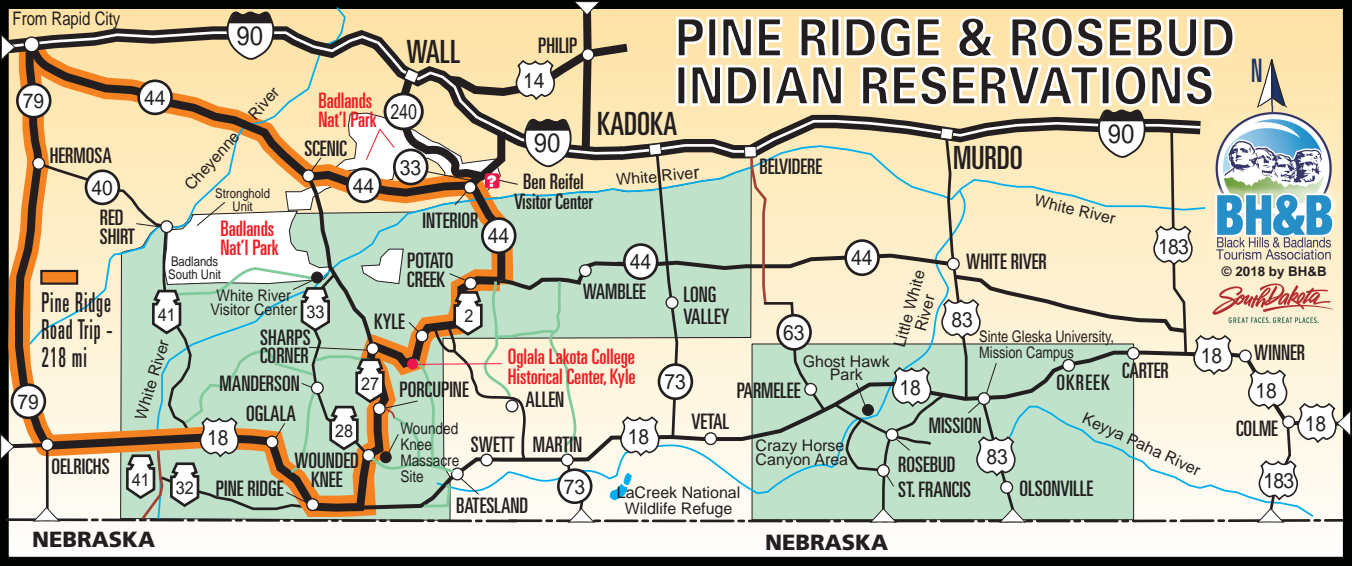 From Rapid City
PINE RIDGE & ROSEBUD
INDIAN RESERVATIONS
90
WALL
PHILIP
14
N
79
44
Cheyenne River
Badlands
Nat'l Park
240
90
KADOKA
90
MURDO
BELVIDERE
HERMOSA
SCENIC
33
44
?
Ben Reifel
Visitor Center
White River
40
RED
SHIRT
Stronghold
Unit
Badlands
Nat'l Park
Badlands
South Unit
INTERIOR
44
White River
183
BH&B
Black Hills & Badlands
Tourism Association
© 2018 by BH&B
South Dakota
GREAT FACES. GREAT PLACES.
Pine Ridge
Road Trip -
218 mi
White River
Visitor Center
POTATO
CREEK
44
WAMBLEE
44
WHITE RIVER
41
33
2
LONG
VALLEY
Little White
River
83
KYLE
SHARPS
CORNER
63
Sinte Gleska University,
Mission Campus
White River
Oglala Lakota College
Historical Center, Kyle
Ghost Hawk
Park
18
WINNER
CARTER
OKREEK
MANDERSON
27
PORCUPINE
73
PARMELEE
18
18
79
OGLALA
ALLEN
MISSION
COLME
18
18
28
Wounded
Knee
Massacre
Site
SWETT
MARTIN
18
VETAL
Crazy Horse
Canyon Area
ROSEBUD
83
Keyya Paha River
OELRICHS
WOUNDED
KNEE
ST. FRANCIS
OLSONVILLE
183
41
32
PINE RIDGE
BATESLAND
73
LaCreek National
Wildlife Refuge
NEBRASKA
NEBRASKA